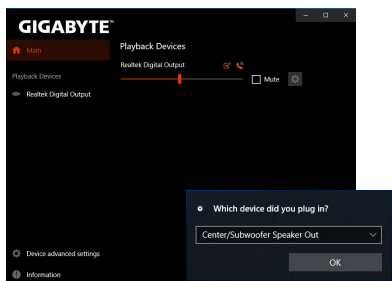 GIGABYTE™
Main
Playback Devices
Realtek Digital Output
Playback Devices
Realtek Digital Output
Mute
Which device did you plug in?
Center/Subwoofer Speaker Out
OK
Device advanced settings
Information